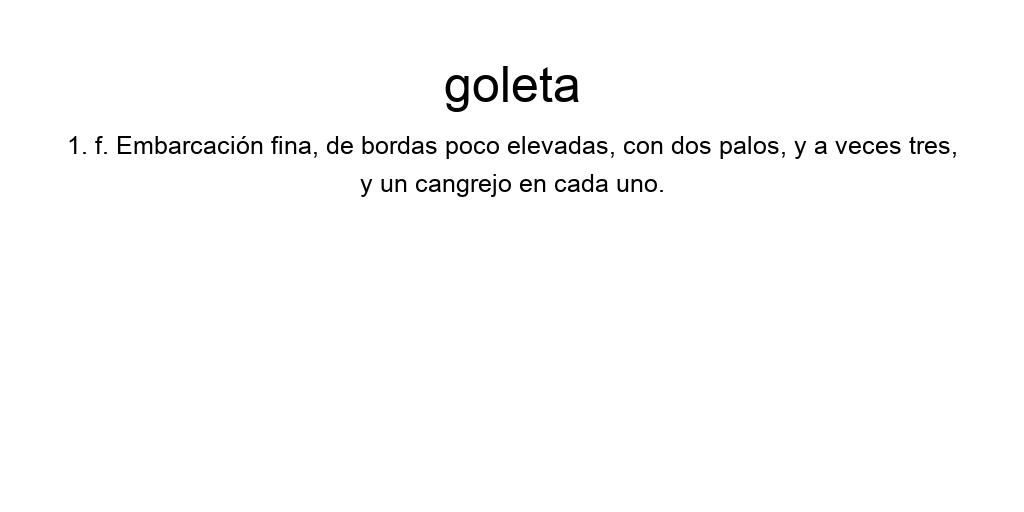 goleta
1. f. Embarcación fina, de bordas poco elevadas, con dos palos, y a veces tres,
y un cangrejo en cada uno.